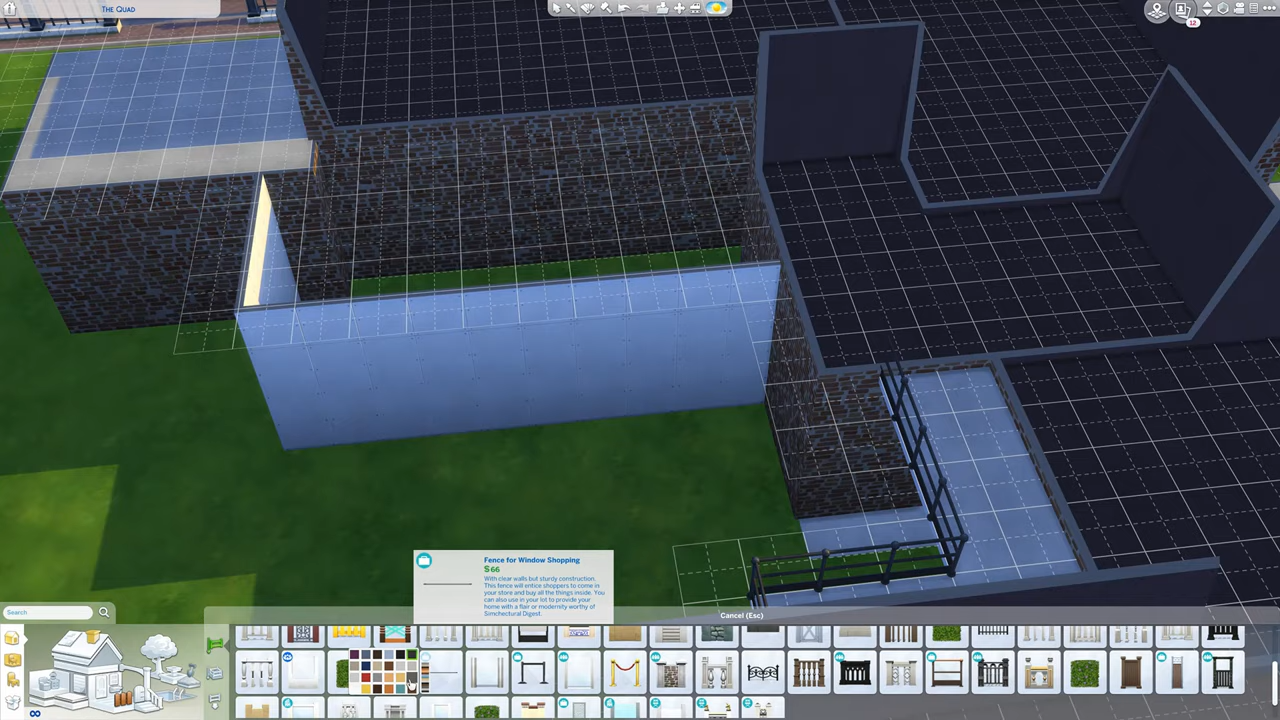 THE QUAD
12
Fence for Window Shopping
§66
With clear walls but sturdy construction.
This fence will entice shoppers to come in
your store and buy all the things inside. You
can also use in your lot to provide your
home with a flair or modernity worthy of
Simchectural Digest.
Cancel (Esc)
Search